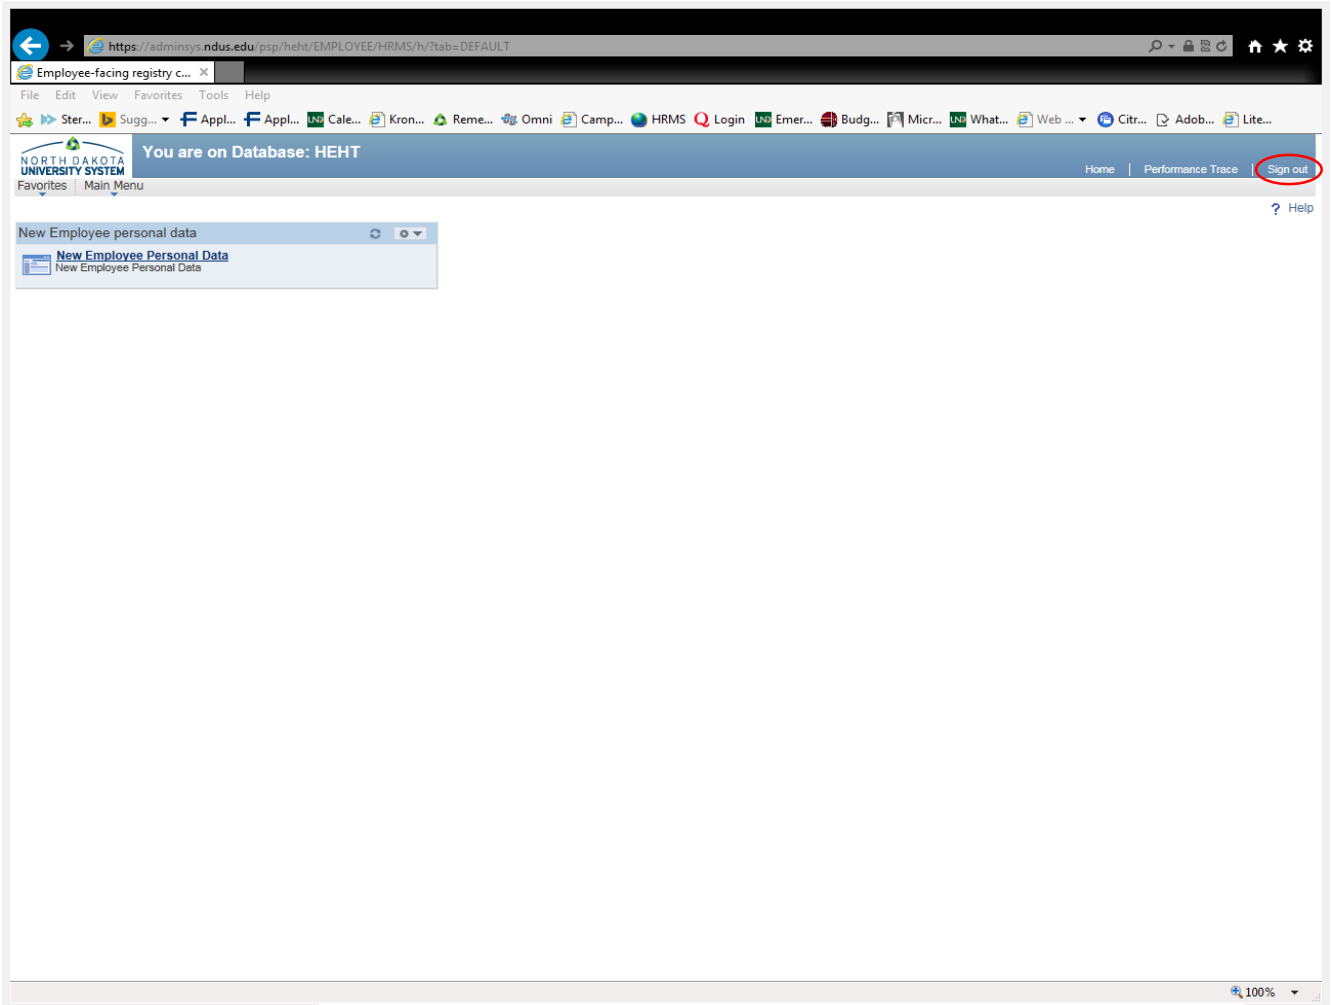 https://adminsys.ndus.edu/psp/heht/EMPLOYEE/HRMS/h/?tab=DEFAULT
Employee-facing registry c...
File Edit View Favorites Tools Help
Ster... Sugg... Appl... Appl... Cale... Kron... Reme... Omni Camp... HRMS Login Emer... Budg... Micr... What... Web ... Citr... Adob... Lite...
NORTH DAKOTA
UNIVERSITY SYSTEM
You are on Database: HEHT
Home | Performance Trace | Sign out
Favorites Main Menu
? Help
New Employee personal data
New Employee Personal Data
New Employee Personal Data
100%